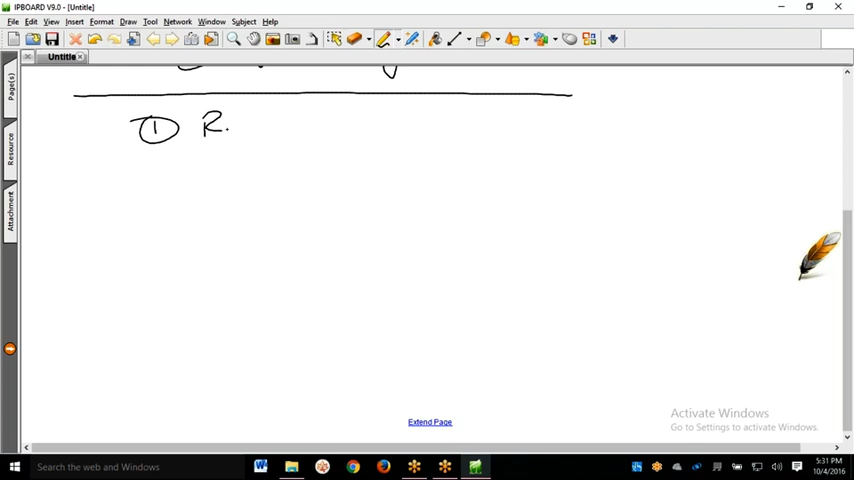 IPBOARD V9.0 - [Untitled]
File Edit View Insert Format Draw Tool Network Window Subject Help
Untitle
Page(s)
Resource
Attachment
① R.
Extend Page
Activate Windows
Go to Settings to activate Windows.
Search the web and Windows
5:31 PM
10/4/2016